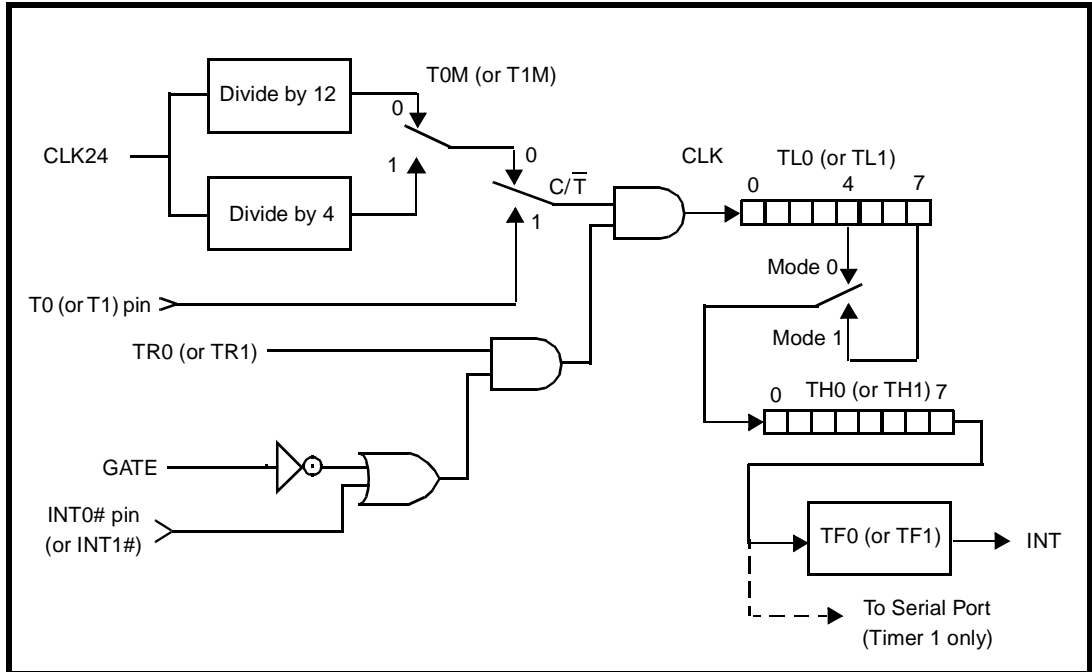 T0M (or T1M)
Divide by 12
0
CLK24
1
0
CLK
TL0 (or TL1)
0 4 7
C/T̅
Divide by 4
1
Mode 0
T0 (or T1) pin
Mode 1
TR0 (or TR1)
0 TH0 (or TH1) 7
GATE
INT0# pin
(or INT1#)
TF0 (or TF1)
INT
To Serial Port
(Timer 1 only)